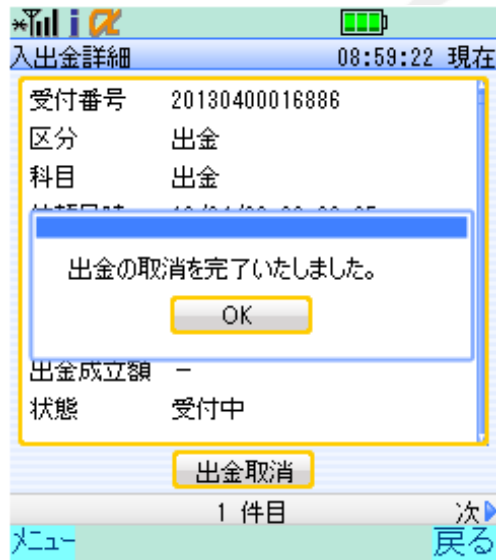 入出金詳細 08:59:22 現在
受付番号 20130400016886
区分 出金
科目 出金
出金の取消を完了いたしました。
OK
出金成立額 －
状態 受付中
出金取消
1 件目 次
メニュー 戻る